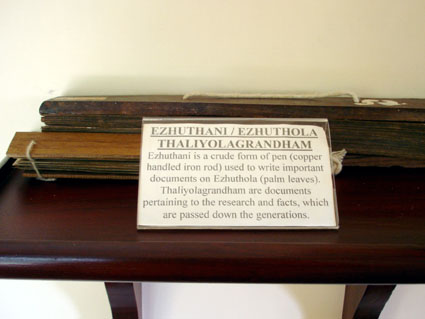 EZHUTHANI / EZHUTHOLA
THALIYOLAGRANDHAM
Ezhuthani is a crude form of pen (copper
handled iron rod) used to write important
documents on Ezhuthola (palm leaves).
Thaliyolagrandham are documents
pertaining to the research and facts, which
are passed down the generations.